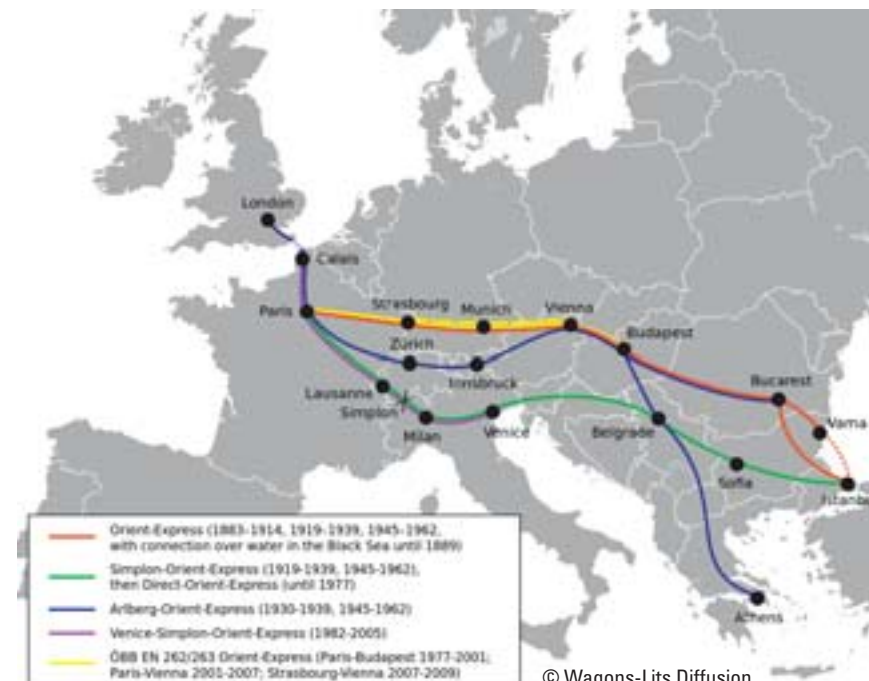 London
Calais
Paris
Strasbourg
Munich
Vienna
Budapest
Zürich
Innsbruck
Bucarest
Lausanne
Simplon
Milan
Venice
Belgrade
Varna
Sofia
Istanb
Athens
Orient-Express (1883-1914, 1919-1939, 1945-1962,
with connection over water in the Black Sea until 1889)
Simplon-Orient-Express (1919-1939, 1945-1962),
then Direct-Orient-Express (until 1977)
Arlberg-Orient-Express (1930-1939, 1945-1962)
Venice-Simplon-Orient-Express (1982-2005)
ÖBB EN 262/263 Orient-Express (Paris-Budapest 1977-2001;
Paris-Vienna 2001-2007; Strasbourg-Vienna 2007-2009)
© Wagons-Lits Diffusion